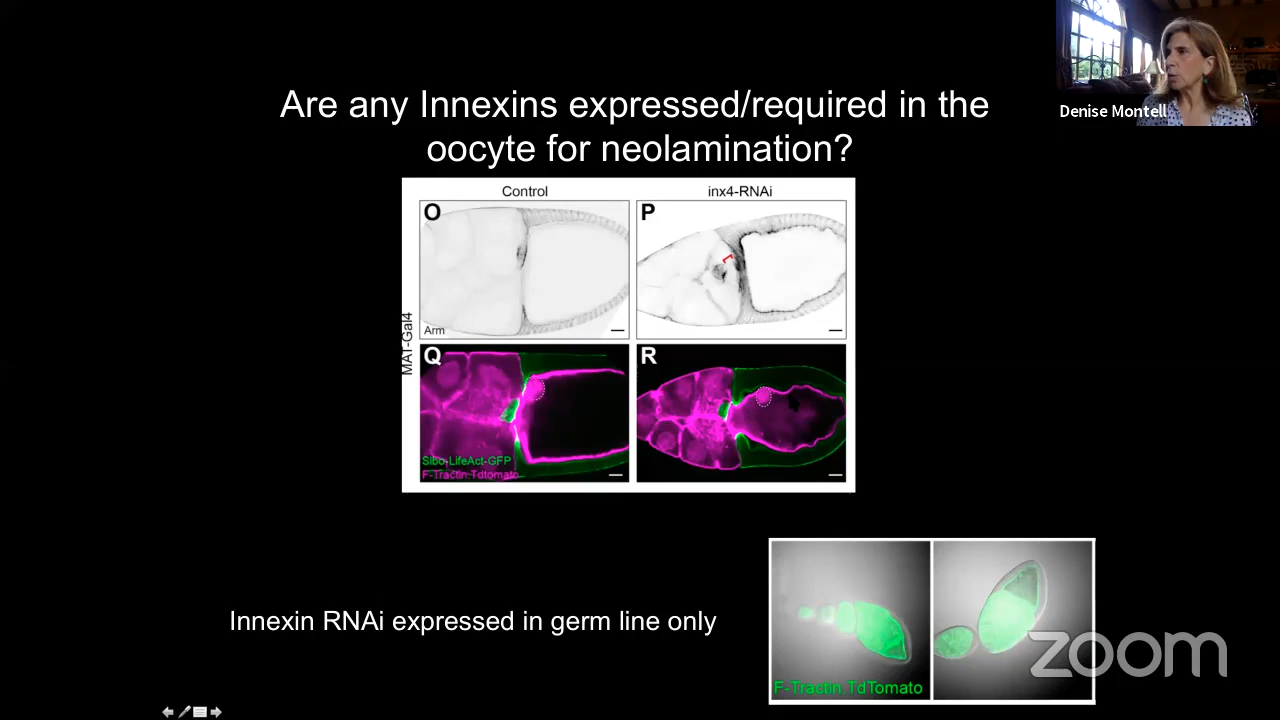 Denise Montell
Are any Innexins expressed/required in the
oocyte for neolamination?
Control
inx4-RNAi
O
P
Arm
MAT-Gal4
Q
R
Slbo-LifeAct-GFP
F-Tractin.Tdtomato
Innexin RNAi expressed in germ line only
F-Tractin.TdTomato
zoom